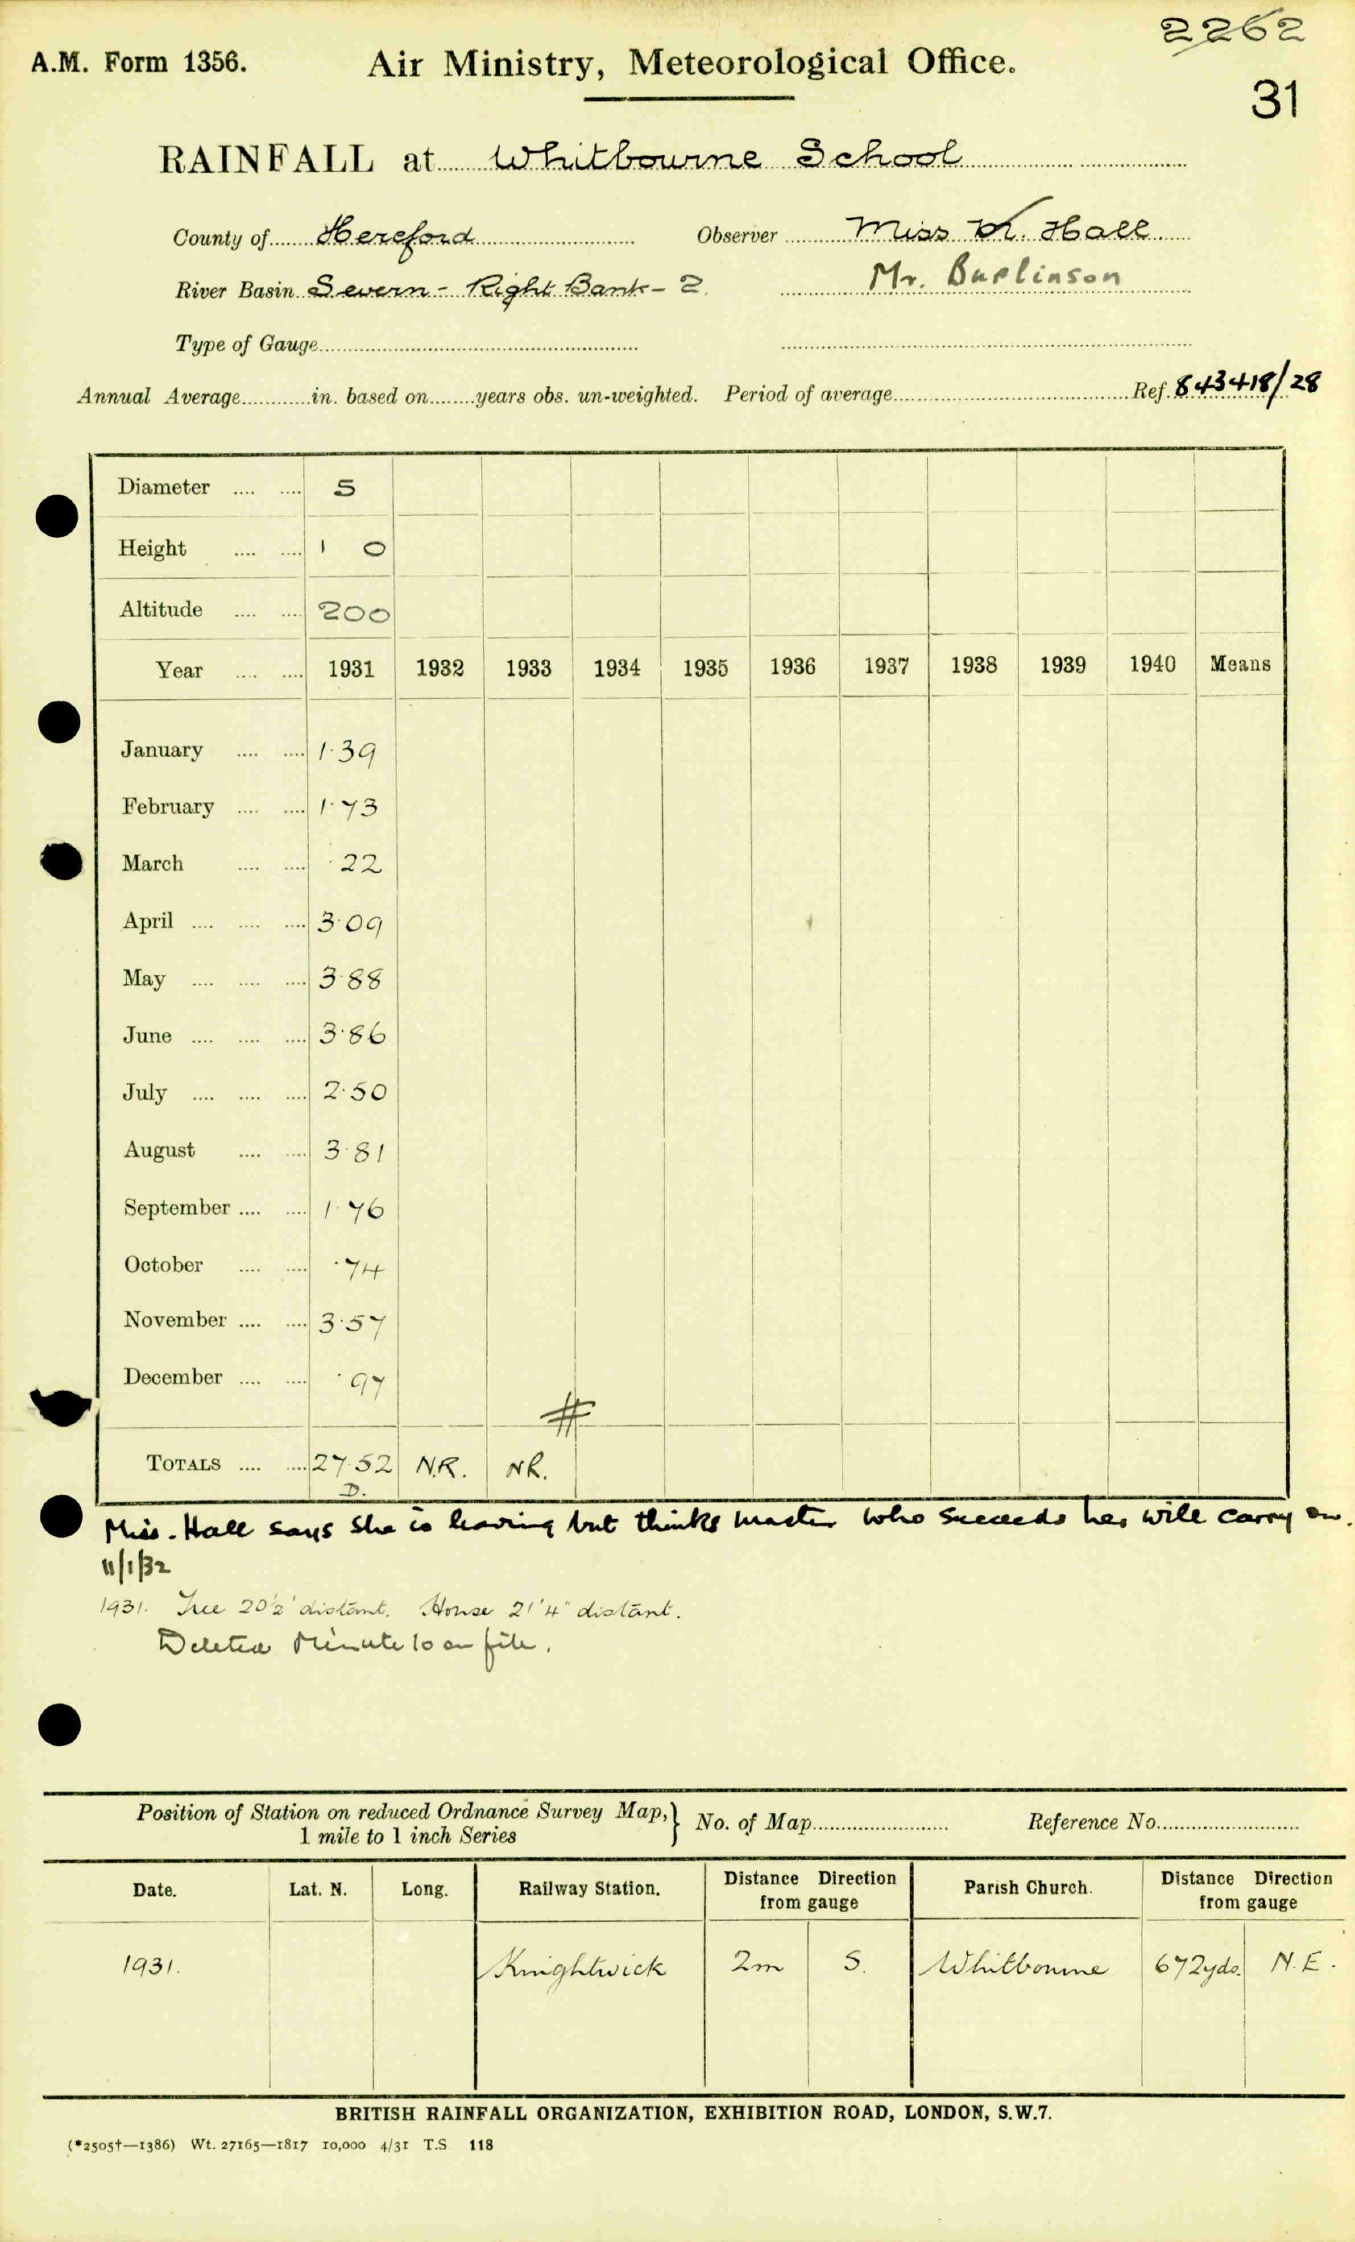 2262
A.M. Form 1356. Air Ministry, Meteorological Office.
31
RAINFALL at Whitbourne School
County of Hereford Observer Miss K. Hall
River Basin Severn - Right Bank - 2. Mr. Burlinson
Type of Gauge
Annual Average in. based on years obs. un-weighted. Period of average Ref. 843418/28
Diameter 5
Height 1 0
Altitude 200
Year 1931 1932 1933 1934 1935 1936 1937 1938 1939 1940 Means
January 1·39
February 1·73
March ·22
April 3·09
May 3·88
June 3·86
July 2·50
August 3·81
September 1·76
October ·74
November 3·57
December ·97
TOTALS 27·52 N.R. N.R.
D.
Miss. Hall says she is leaving but thinks master who succeeds her will carry on.
11/1/32
1931. Tree 20½' distant. House 21'4" distant.
Deleted Minute 10 on file.
Position of Station on reduced Ordnance Survey Map,} No. of Map Reference No.
1 mile to 1 inch Series
Date. Lat. N. Long. Railway Station. Distance Direction from gauge Parish Church. Distance Direction from gauge
1931. Knightwick 2m S. Whitbourne 672yds. N.E.
BRITISH RAINFALL ORGANIZATION, EXHIBITION ROAD, LONDON, S.W.7.
(*2505†—1386) Wt. 27165—1817 10,000 4/31 T.S 118